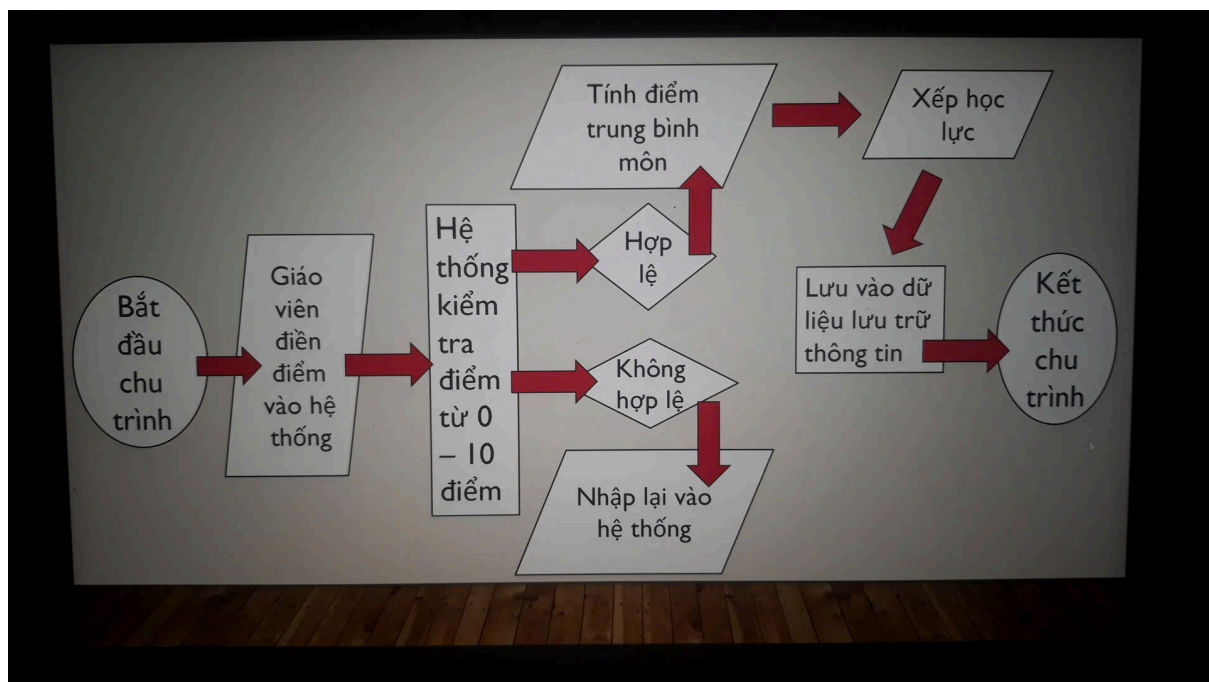 Bắt
đầu
chu
trình
Giáo
viên
điền
điểm
vào hệ
thống
Hệ
thống
kiểm
tra
điểm
từ 0
– 10
điểm
Hợp
lệ
Không
hợp lệ
Tính điểm
trung bình
môn
Nhập lại vào
hệ thống
Xếp học
lực
Lưu vào dữ
liệu lưu trữ
thông tin
Kết
thúc
chu
trình